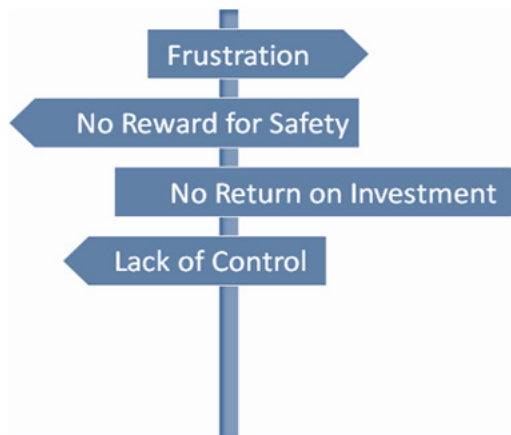 Frustration
No Reward for Safety
No Return on Investment
Lack of Control